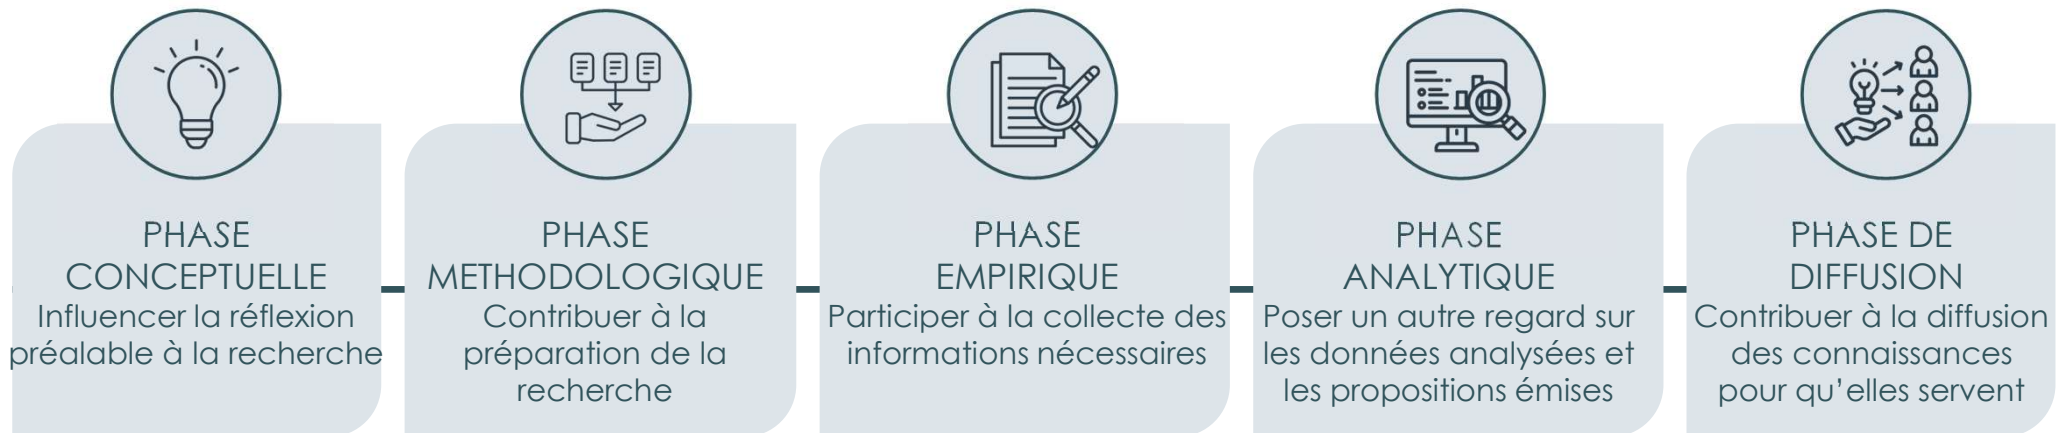 PHASE
CONCEPTUELLE
Influencer la réflexion
préalable à la recherche
PHASE
METHODOLOGIQUE
Contribuer à la
préparation de la
recherche
PHASE
EMPIRIQUE
Participer à la collecte des
informations nécessaires
PHASE
ANALYTIQUE
Poser un autre regard sur
les données analysées et
les propositions émises
PHASE DE
DIFFUSION
Contribuer à la diffusion
des connaissances
pour qu'elles servent